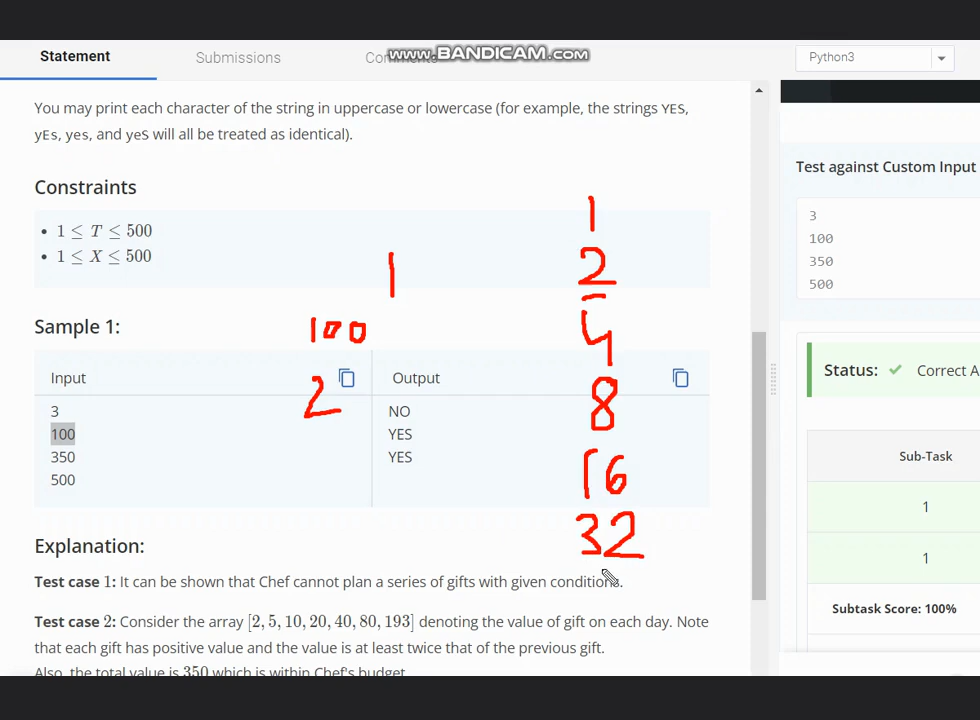 Statement
Submissions
www.BANDICAM.com
Python3
You may print each character of the string in uppercase or lowercase (for example, the strings YES,
yEs, yes, and yeS will all be treated as identical).
Constraints
• 1 ≤ T ≤ 500
• 1 ≤ X ≤ 500
Sample 1:
Input
Output
3
100
350
500
NO
YES
YES
Explanation:
Test case 1: It can be shown that Chef cannot plan a series of gifts with given conditions.
Test case 2: Consider the array [2, 5, 10, 20, 40, 80, 193] denoting the value of gift on each day. Note
that each gift has positive value and the value is at least twice that of the previous gift.
Also, the total value is 350 which is within Chef's budget.
1
100
2
1
2
4
8
16
32
Test against Custom Input
3
100
350
500
Status: ✓ Correct A
Sub-Task
1
1
Subtask Score: 100%